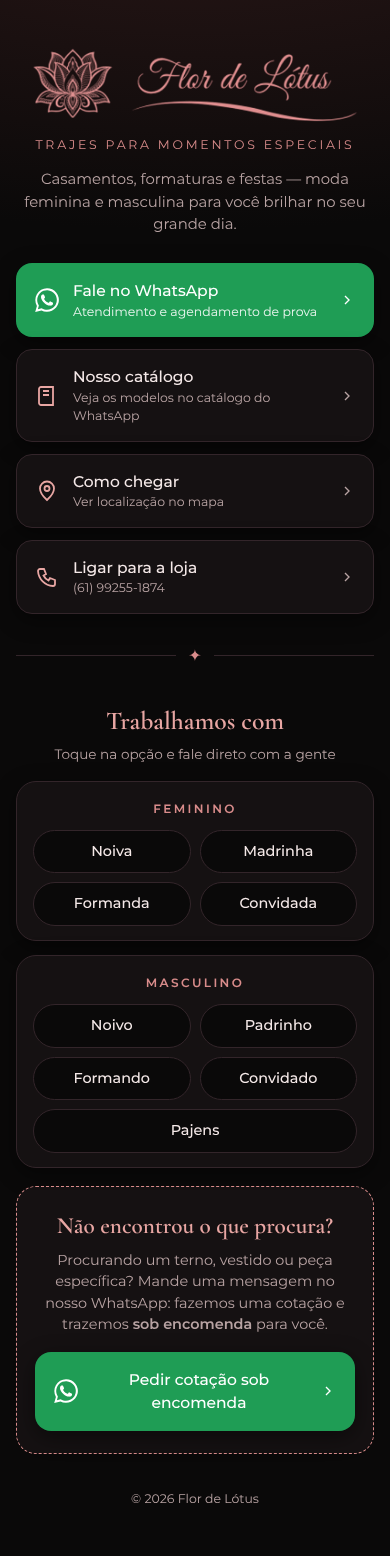 Flor de Lótus
TRAJES PARA MOMENTOS ESPECIAIS
Casamentos, formaturas e festas — moda
feminina e masculina para você brilhar no seu
grande dia.
Fale no WhatsApp
Atendimento e agendamento de prova
Nosso catálogo
Veja os modelos no catálogo do
WhatsApp
Como chegar
Ver localização no mapa
Ligar para a loja
(61) 99255-1874
Trabalhamos com
Toque na opção e fale direto com a gente
FEMININO
Noiva
Madrinha
Formanda
Convidada
MASCULINO
Noivo
Padrinho
Formando
Convidado
Pajens
Não encontrou o que procura?
Procurando um terno, vestido ou peça
específica? Mande uma mensagem no
nosso WhatsApp: fazemos uma cotação e
trazemos sob encomenda para você.
Pedir cotação sob
encomenda
© 2026 Flor de Lótus